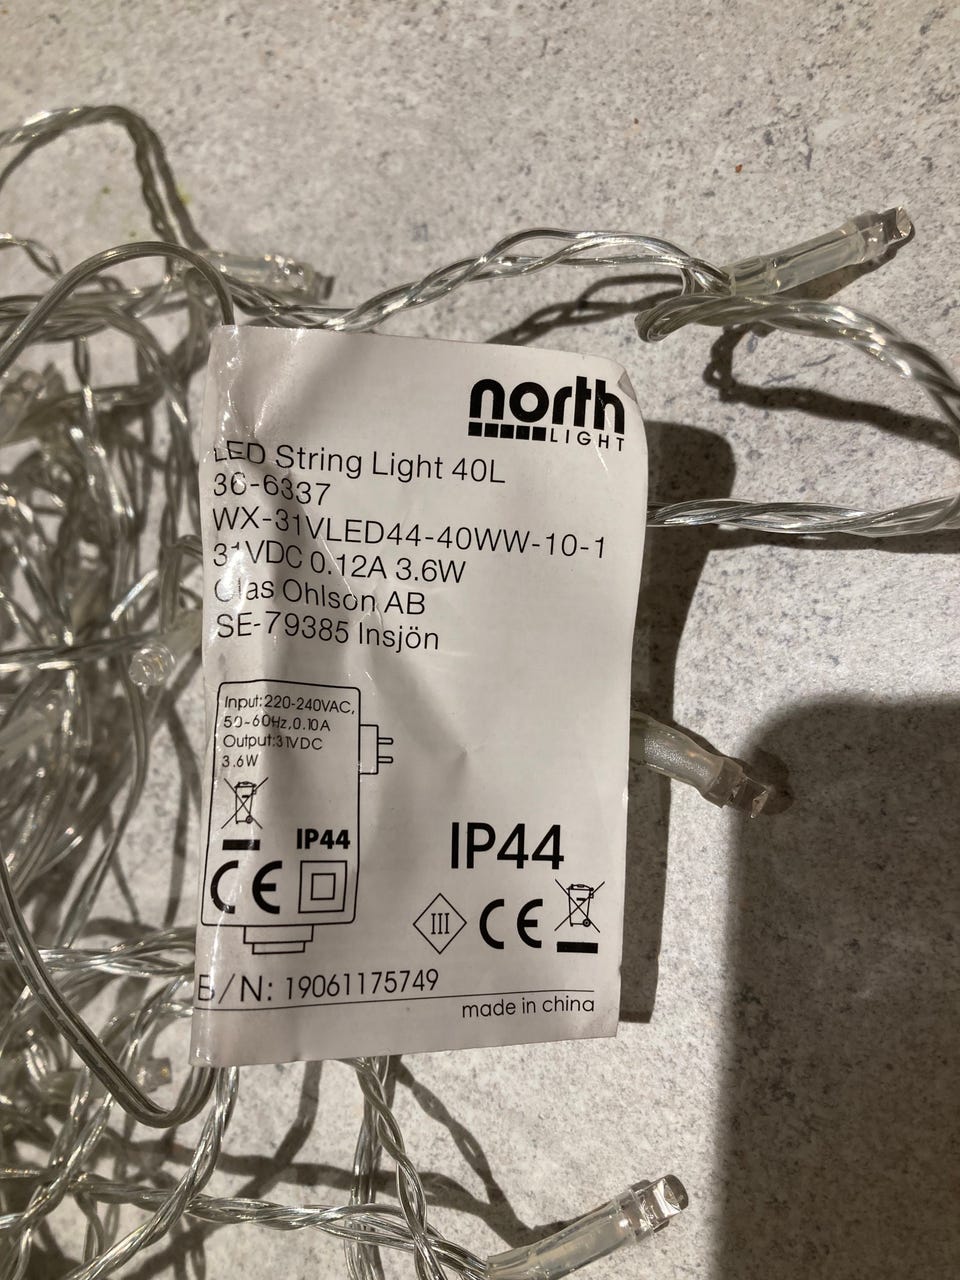 north
LIGHT
LED String Light 40L
36-6337
WX-31VLED44-40WW-10-1
31VDC 0.12A 3.6W
Clas Ohlson AB
SE-79385 Insjön
Input:220-240VAC,
50~60Hz,0.10A
Output:31VDC
3.6W
IP44
CE
IP44
III
CE
B/N: 19061175749
made in china